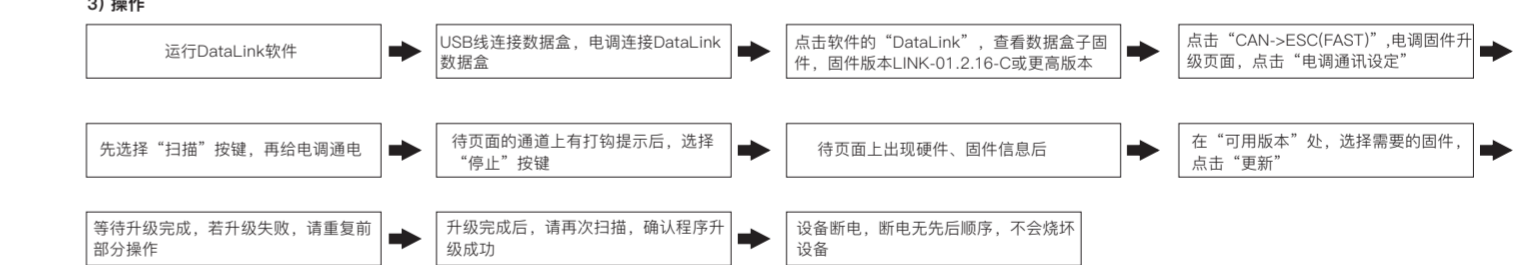 3) 操作
运行DataLink软件
USB线连接数据盒，电调连接DataLink
数据盒
点击软件的“DataLink”，查看数据盒子固
件，固件版本LINK-01.2.16-C或更高版本
点击“CAN->ESC(FAST)”,电调固件升
级页面，点击“电调通讯设定”
先选择“扫描”按键，再给电调通电
待页面的通道上有打钩提示后，选择
“停止”按键
待页面上出现硬件、固件信息后
在“可用版本”处，选择需要的固件，
点击“更新”
等待升级完成，若升级失败，请重复前
部分操作
升级完成后，请再次扫描，确认程序升
级成功
设备断电，断电无先后顺序，不会烧坏
设备